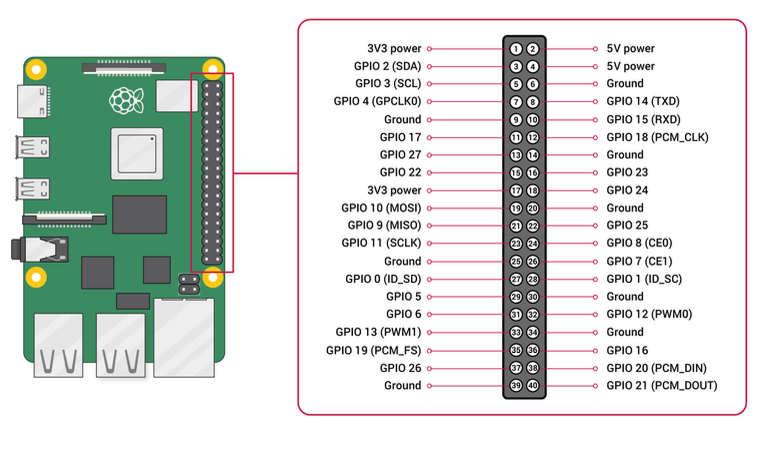 3V3 power 1 2 5V power
GPIO 2 (SDA) 3 4 5V power
GPIO 3 (SCL) 5 6 Ground
GPIO 4 (GPCLK0) 7 8 GPIO 14 (TXD)
Ground 9 10 GPIO 15 (RXD)
GPIO 17 11 12 GPIO 18 (PCM_CLK)
GPIO 27 13 14 Ground
GPIO 22 15 16 GPIO 23
3V3 power 17 18 GPIO 24
GPIO 10 (MOSI) 19 20 Ground
GPIO 9 (MISO) 21 22 GPIO 25
GPIO 11 (SCLK) 23 24 GPIO 8 (CE0)
Ground 25 26 GPIO 7 (CE1)
GPIO 0 (ID_SD) 27 28 GPIO 1 (ID_SC)
GPIO 5 29 30 Ground
GPIO 6 31 32 GPIO 12 (PWM0)
GPIO 13 (PWM1) 33 34 Ground
GPIO 19 (PCM_FS) 35 36 GPIO 16
GPIO 26 37 38 GPIO 20 (PCM_DIN)
Ground 39 40 GPIO 21 (PCM_DOUT)